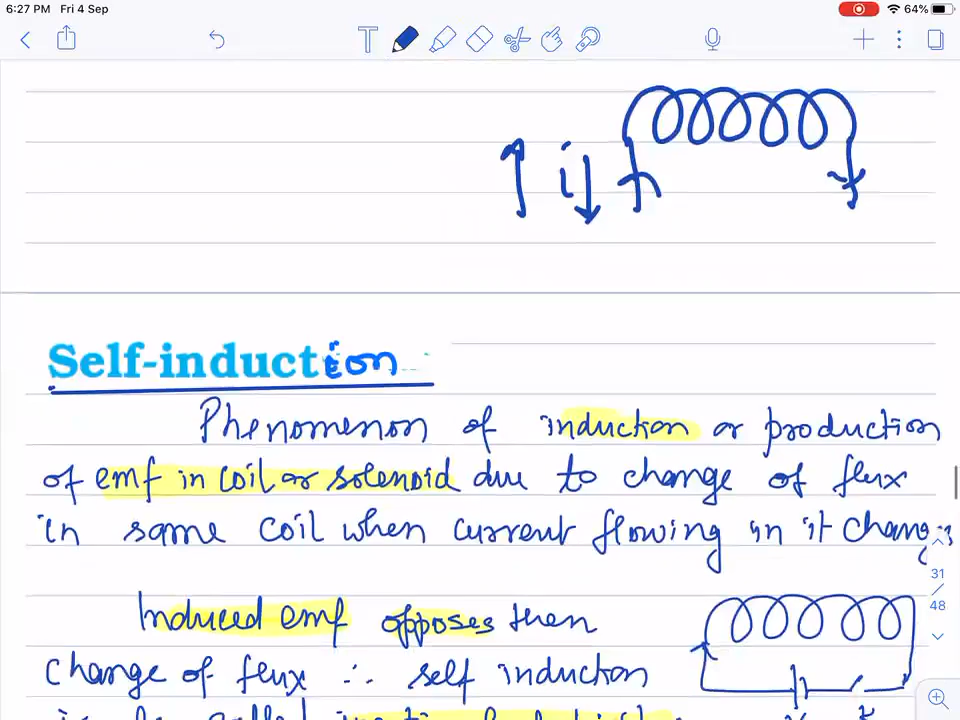 6:27 PM Fri 4 Sep
64%
T
i
Self-induction
Phenomenon of induction or production
of emf in coil or solenoid due to change of flux
in same coil when current flowing in it changes
31
/
48
Induced emf opposes then
change of flux ∴ self induction